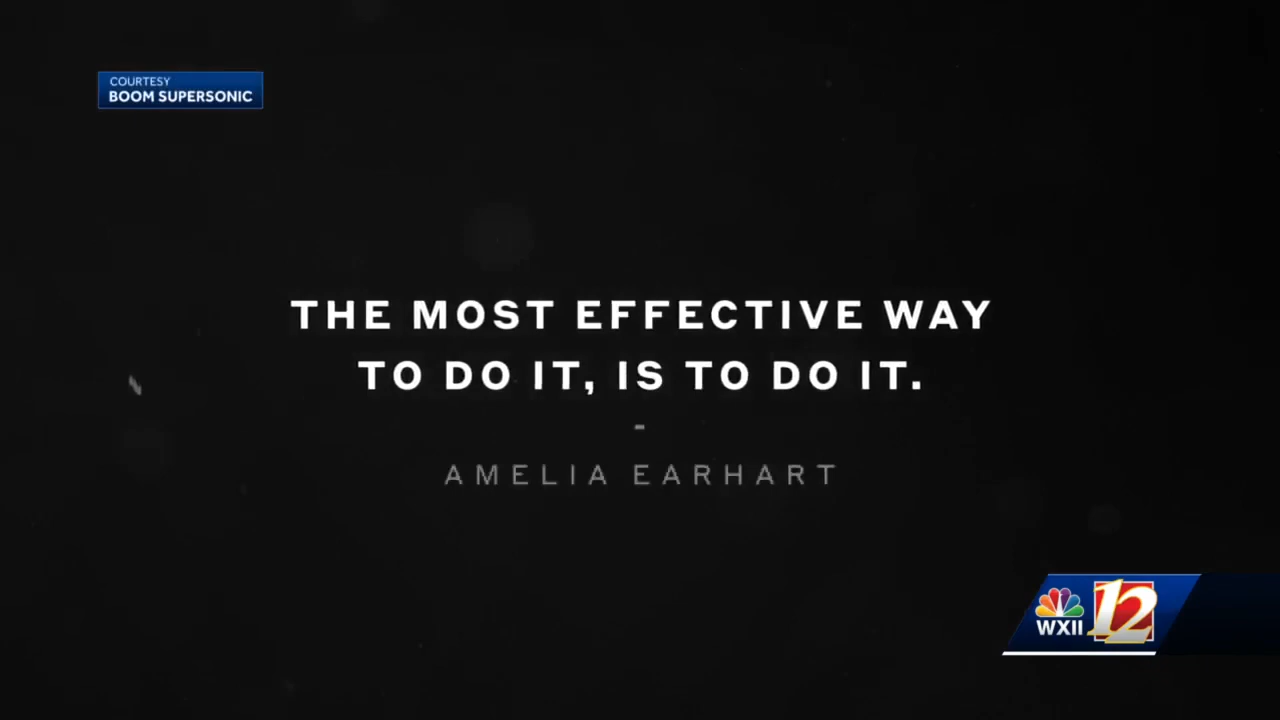 COURTESY
BOOM SUPERSONIC
THE MOST EFFECTIVE WAY
TO DO IT, IS TO DO IT.
-
AMELIA EARHART
WXII 12